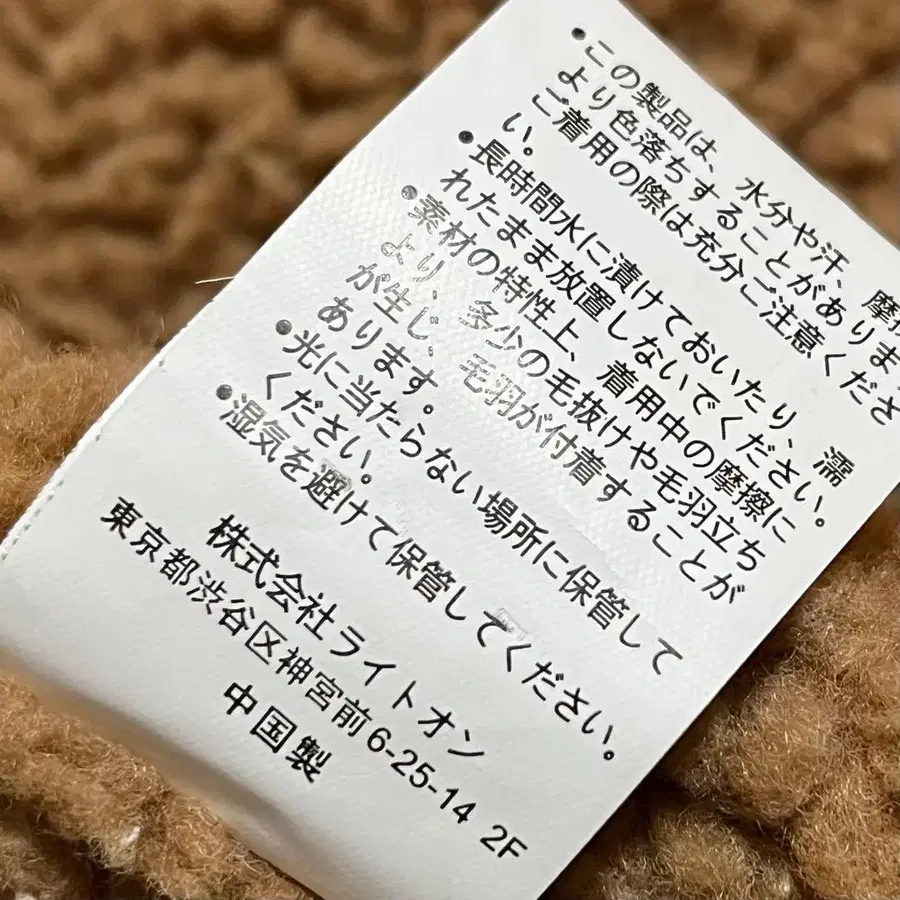 •この製品は、水分や汗、摩擦
より色落ちすることがありま
ご着用の際は充分ご注意くださ
い。
•長時間水に漬けておいたり、濡
れたまま放置しないでください。
•素材の特性上、着用中の摩擦に
より、多少の毛抜けや毛羽立ち
が生じ、毛羽が付着することが
あります。
•光に当たらない場所に保管して
ください。
•湿気を避けて保管してください。
株式会社ライトオン
東京都渋谷区神宮前6-25-14 2F
中国製